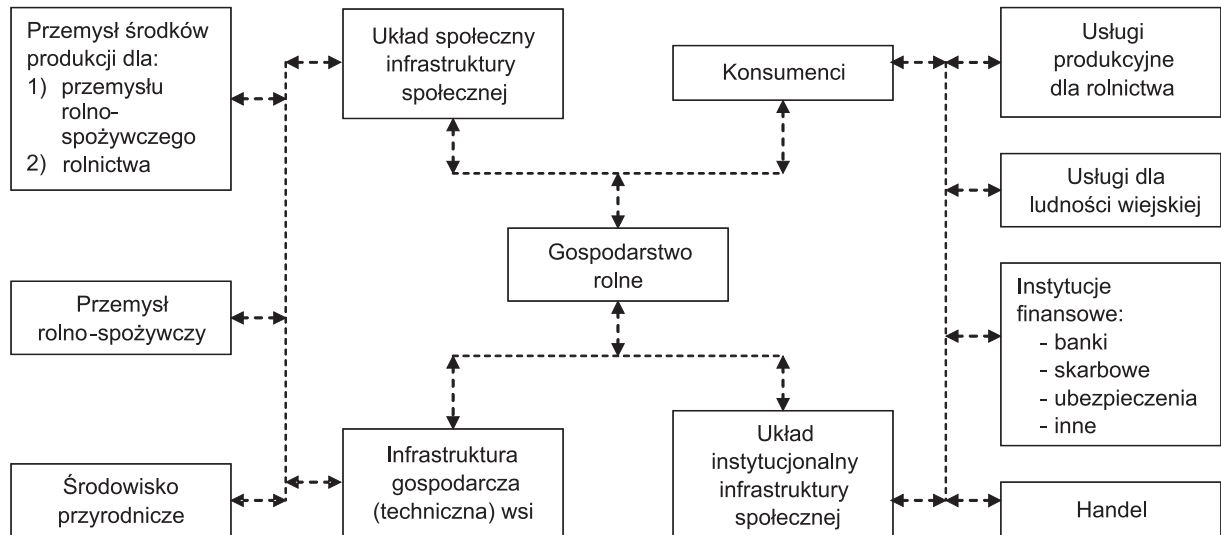 Przemysł środków
produkcji dla:
1) przemysłu
rolno-
spożywczego
2) rolnictwa
Układ społeczny
infrastruktury
społecznej
Konsumenci
Usługi
produkcyjne
dla rolnictwa
Usługi dla
ludności wiejskiej
Gospodarstwo
rolne
Przemysł
rolno-spożywczy
Instytucje
finansowe:
- banki
- skarbowe
- ubezpieczenia
- inne
Środowisko
przyrodnicze
Infrastruktura
gospodarcza
(techniczna) wsi
Układ
instytucjonalny
infrastruktury
społecznej
Handel